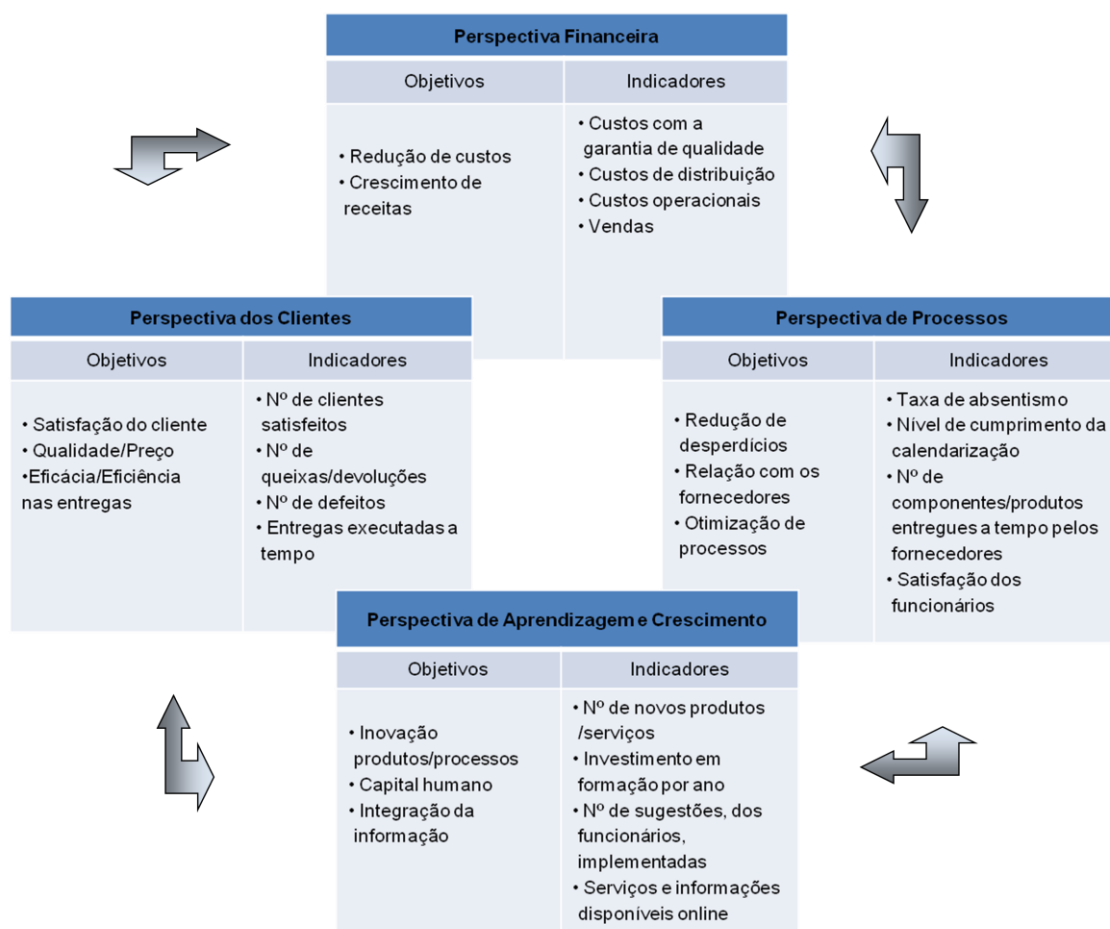 Perspectiva Financeira
Objetivos
Indicadores
• Redução de custos
• Crescimento de
receitas
• Custos com a
garantia de qualidade
• Custos de distribuição
• Custos operacionais
• Vendas
Perspectiva dos Clientes
Objetivos
Indicadores
• Satisfação do cliente
• Qualidade/Preço
•Eficácia/Eficiência
nas entregas
• Nº de clientes
satisfeitos
• Nº de
queixas/devoluções
• Nº de defeitos
• Entregas executadas a
tempo
Perspectiva de Processos
Objetivos
Indicadores
• Redução de
desperdícios
• Relação com os
fornecedores
• Otimização de
processos
• Taxa de absentismo
• Nível de cumprimento da
calendarização
• Nº de
componentes/produtos
entregues a tempo pelos
fornecedores
• Satisfação dos
funcionários
Perspectiva de Aprendizagem e Crescimento
Objetivos
Indicadores
• Inovação
produtos/processos
• Capital humano
• Integração da
informação
• Nº de novos produtos
/serviços
• Investimento em
formação por ano
• Nº de sugestões, dos
funcionários,
implementadas
• Serviços e informações
disponíveis online